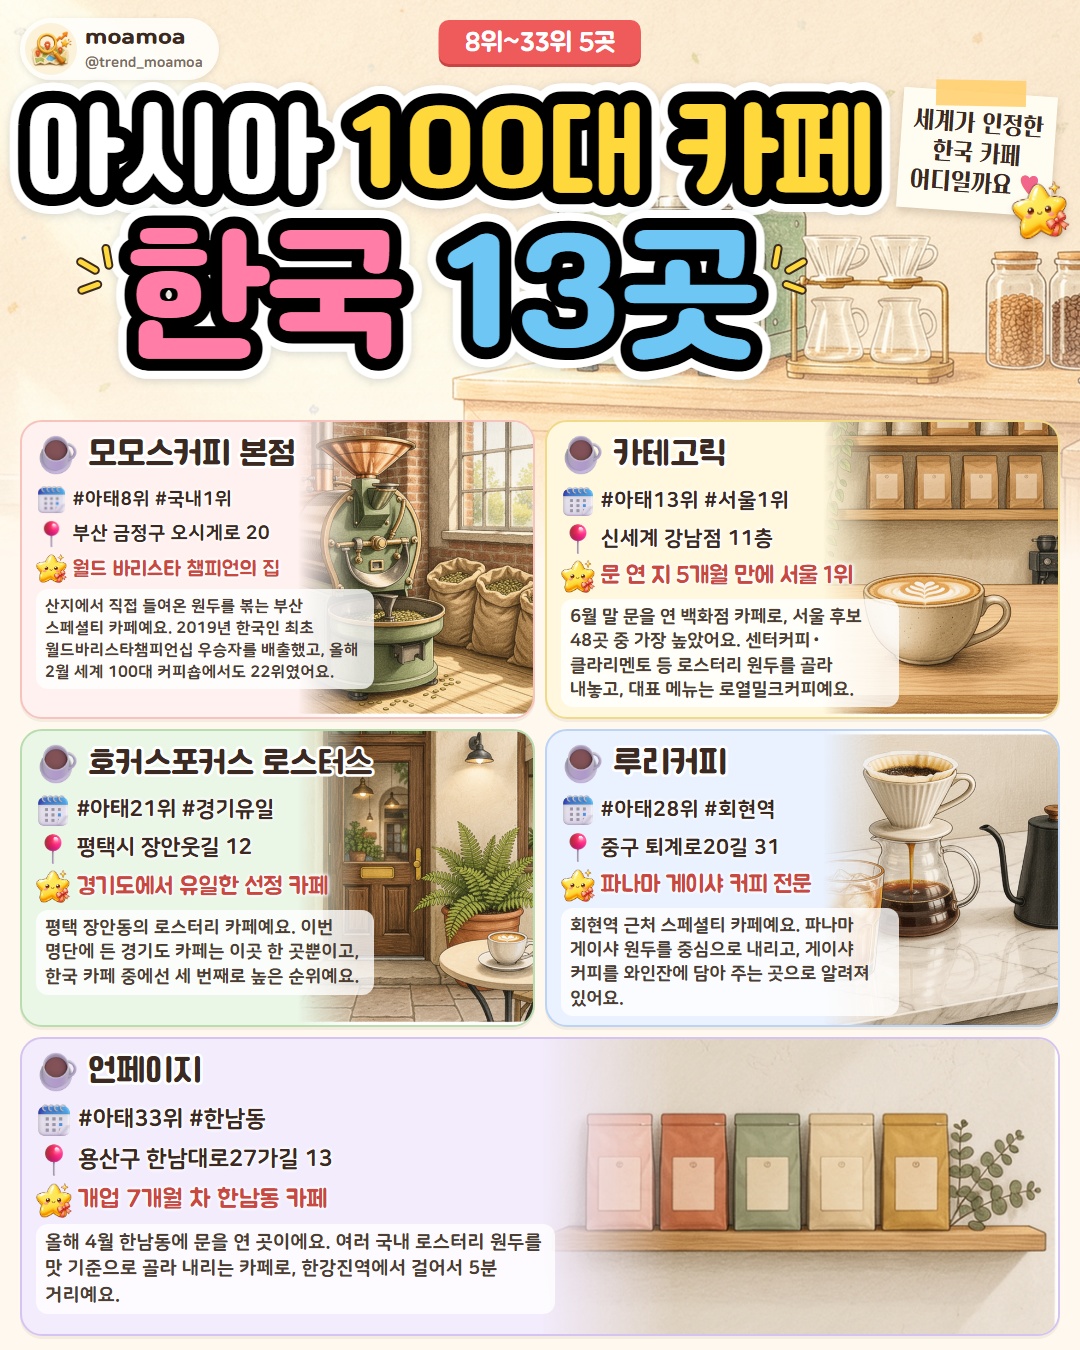 moamoa
@trend_moamoa
8위~33위 5곳
아시아 100대 카페
한국 13곳
세계가 인정한
한국 카페
어디일까요
모모스커피 본점
#아태8위 #국내1위
부산 금정구 오시게로 20
월드 바리스타 챔피언의 집
산지에서 직접 들여온 원두를 볶는 부산
스페셜티 카페예요. 2019년 한국인 최초
월드바리스타챔피언십 우승자를 배출했고, 올해
2월 세계 100대 커피숍에서도 22위였어요.
카테고릭
#아태13위 #서울1위
신세계 강남점 11층
문 연 지 5개월 만에 서울 1위
6월 말 문을 연 백화점 카페로, 서울 후보
48곳 중 가장 높았어요. 센터커피·
클라리멘토 등 로스터리 원두를 골라
내놓고, 대표 메뉴는 로열밀크커피예요.
호커스포커스 로스터스
#아태21위 #경기유일
평택시 장안웃길 12
경기도에서 유일한 선정 카페
평택 장안동의 로스터리 카페예요. 이번
명단에 든 경기도 카페는 이곳 한 곳뿐이고,
한국 카페 중에선 세 번째로 높은 순위예요.
루리커피
#아태28위 #회현역
중구 퇴계로20길 31
파나마 게이샤 커피 전문
회현역 근처 스페셜티 카페예요. 파나마
게이샤 원두를 중심으로 내리고, 게이샤
커피를 와인잔에 담아 주는 곳으로 알려져
있어요.
언페이지
#아태33위 #한남동
용산구 한남대로27가길 13
개업 7개월 차 한남동 카페
올해 4월 한남동에 문을 연 곳이에요. 여러 국내 로스터리 원두를
맛 기준으로 골라 내리는 카페로, 한강진역에서 걸어서 5분
거리예요.